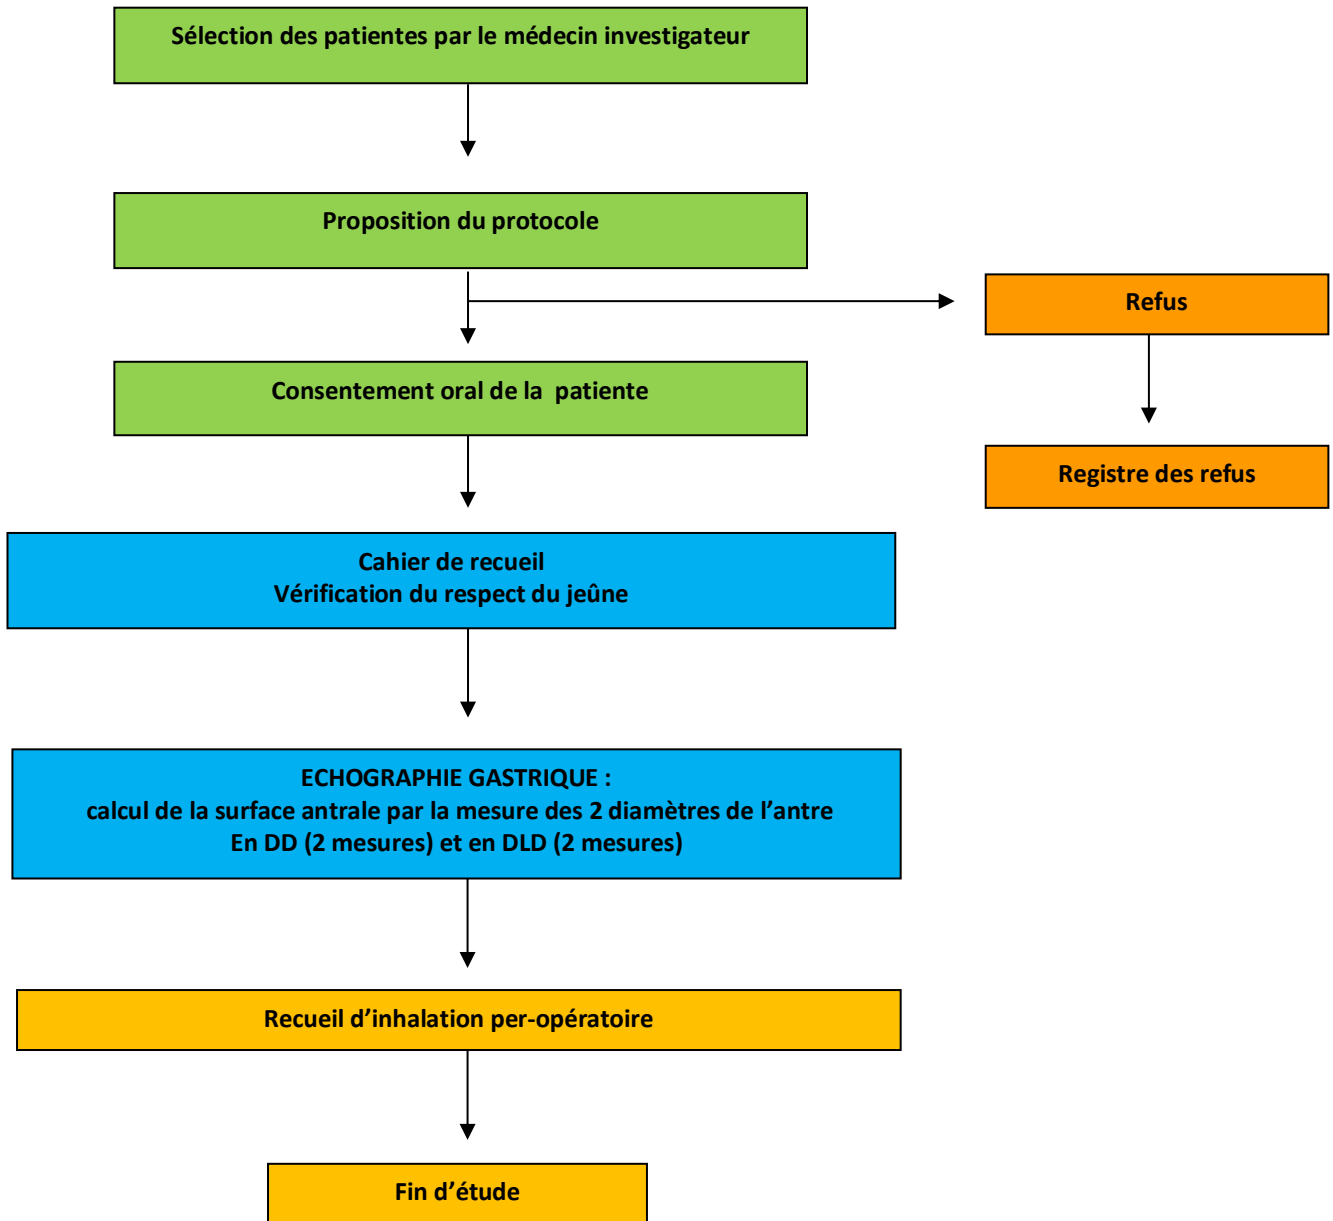 Sélection des patientes par le médecin investigateur
Proposition du protocole
Refus
Consentement oral de la patiente
Registre des refus
Cahier de recueil
Vérification du respect du jeûne
ECHOGRAPHIE GASTRIQUE :
calcul de la surface antrale par la mesure des 2 diamètres de l’antre
En DD (2 mesures) et en DLD (2 mesures)
Recueil d’inhalation per-opératoire
Fin d’étude